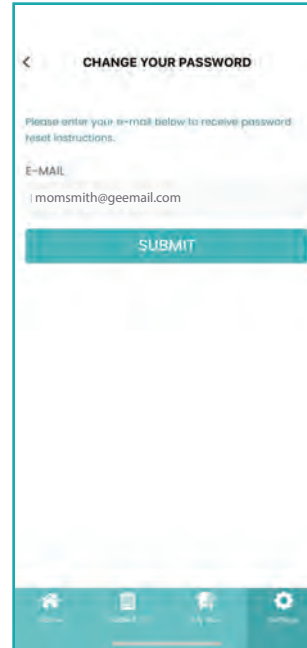 CHANGE YOUR PASSWORD
Please enter your e-mail below to receive password
reset instructions.
E-MAIL
momsmith@geemail.com
SUBMIT
Settings